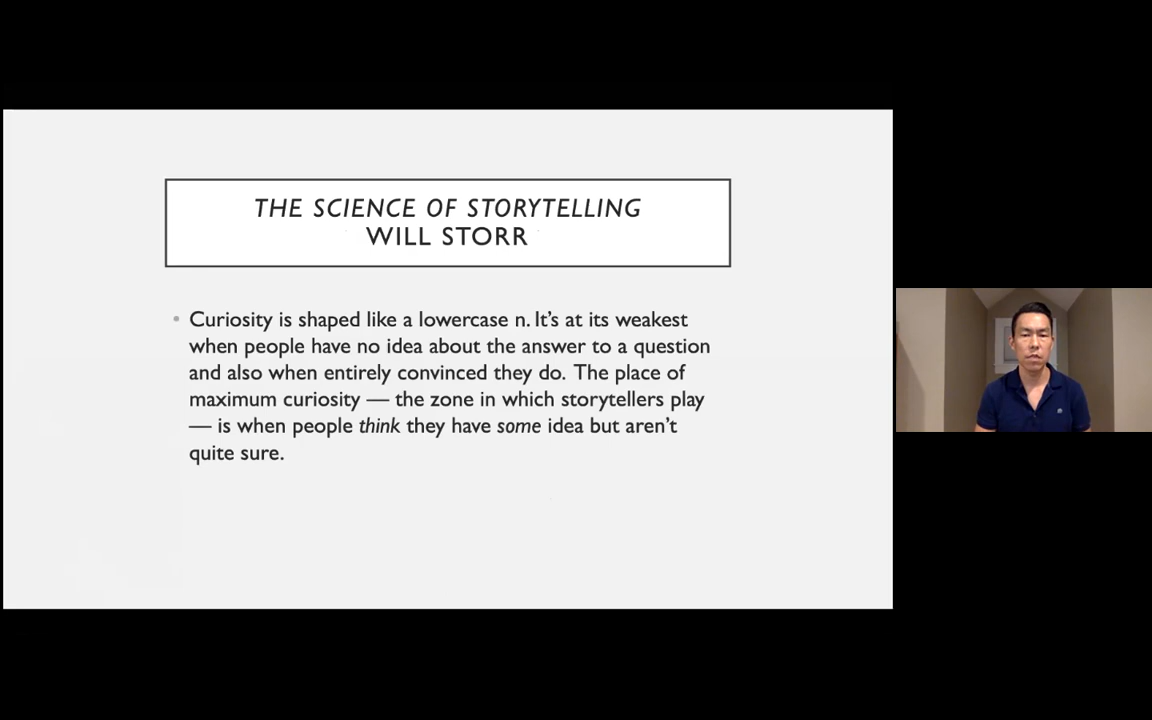 THE SCIENCE OF STORYTELLING
WILL STORR
• Curiosity is shaped like a lowercase n. It’s at its weakest
when people have no idea about the answer to a question
and also when entirely convinced they do. The place of
maximum curiosity — the zone in which storytellers play
— is when people think they have some idea but aren’t
quite sure.